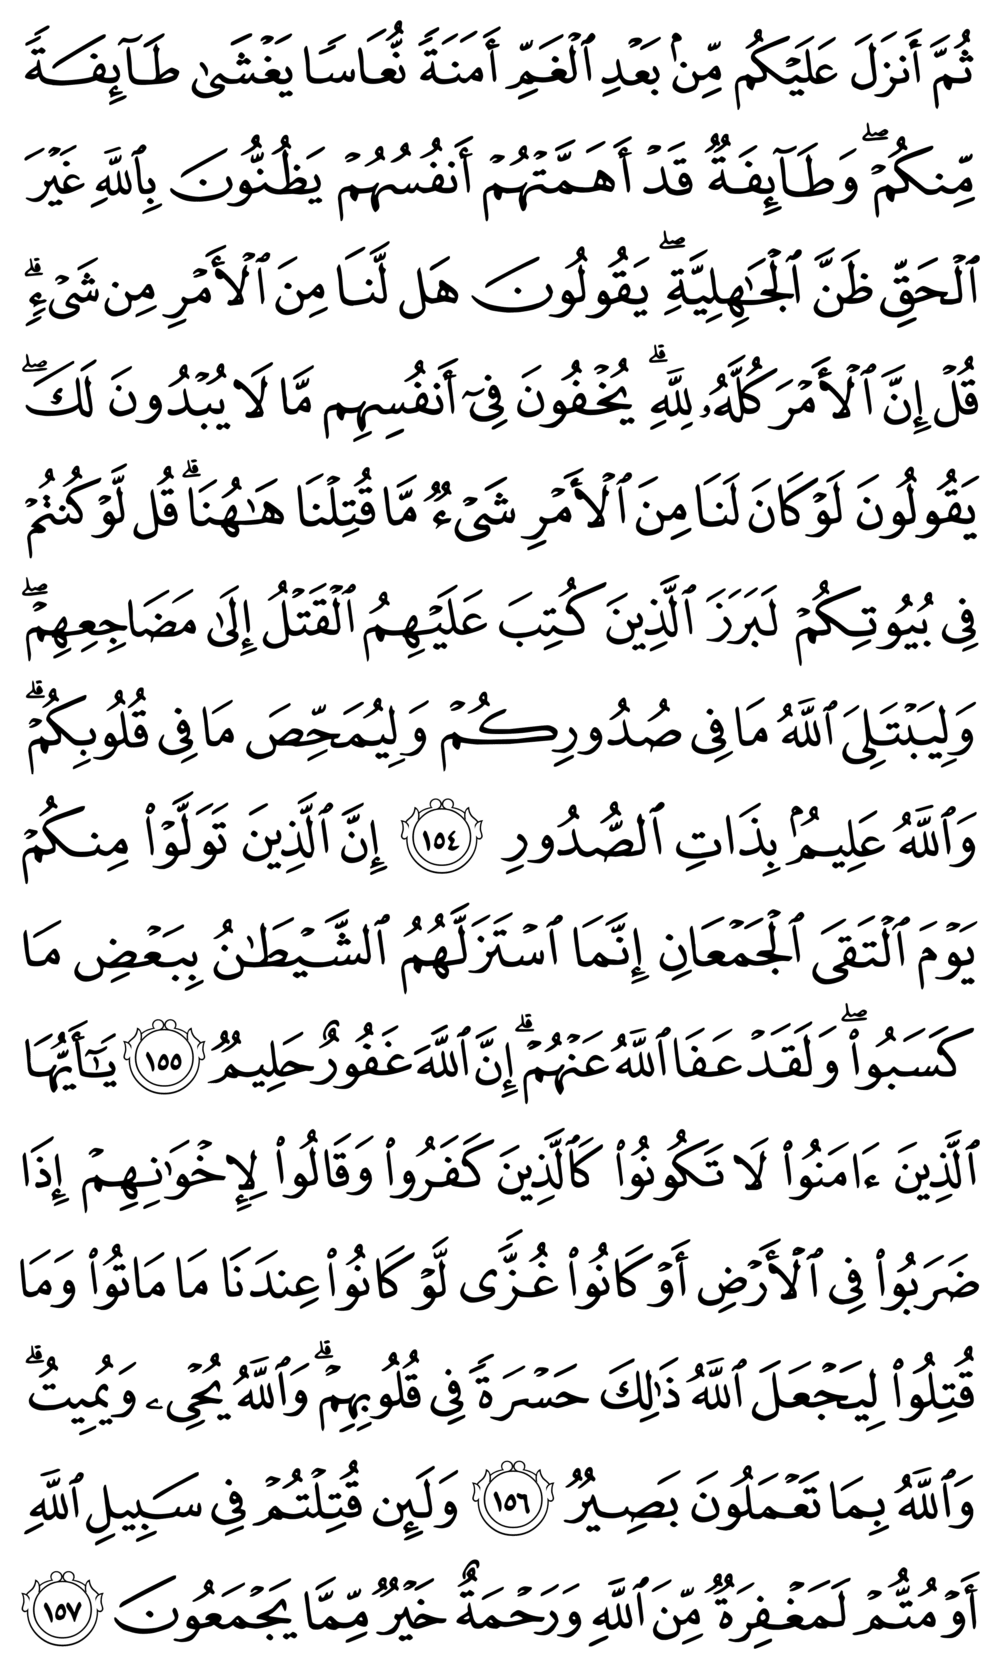 ثُمَّ أَنزَلَ عَلَيْكُم مِّنۢ بَعْدِ ٱلْغَمِّ أَمَنَةً نُّعَاسًا يَغْشَىٰ طَآئِفَةً
مِّنكُمْ ۖ وَطَآئِفَةٌ قَدْ أَهَمَّتْهُمْ أَنفُسُهُمْ يَظُنُّونَ بِٱللَّهِ غَيْرَ
ٱلْحَقِّ ظَنَّ ٱلْجَٰهِلِيَّةِ ۖ يَقُولُونَ هَل لَّنَا مِنَ ٱلْأَمْرِ مِن شَىْءٍ ۗ
قُلْ إِنَّ ٱلْأَمْرَ كُلَّهُۥ لِلَّهِ ۗ يُخْفُونَ فِىٓ أَنفُسِهِم مَّا لَا يُبْدُونَ لَكَ ۖ
يَقُولُونَ لَوْ كَانَ لَنَا مِنَ ٱلْأَمْرِ شَىْءٌ مَّا قُتِلْنَا هَٰهُنَا ۗ قُل لَّوْ كُنتُمْ
فِى بُيُوتِكُمْ لَبَرَزَ ٱلَّذِينَ كُتِبَ عَلَيْهِمُ ٱلْقَتْلُ إِلَىٰ مَضَاجِعِهِمْ ۖ
وَلِيَبْتَلِىَ ٱللَّهُ مَا فِى صُدُورِكُمْ وَلِيُمَحِّصَ مَا فِى قُلُوبِكُمْ ۗ
وَٱللَّهُ عَلِيمٌۢ بِذَاتِ ٱلصُّدُورِ ١٥٤ إِنَّ ٱلَّذِينَ تَوَلَّوْا۟ مِنكُمْ
يَوْمَ ٱلْتَقَى ٱلْجَمْعَانِ إِنَّمَا ٱسْتَزَلَّهُمُ ٱلشَّيْطَٰنُ بِبَعْضِ مَا
كَسَبُوا۟ ۖ وَلَقَدْ عَفَا ٱللَّهُ عَنْهُمْ ۗ إِنَّ ٱللَّهَ غَفُورٌ حَلِيمٌ ١٥٥ يَٰٓأَيُّهَا
ٱلَّذِينَ ءَامَنُوا۟ لَا تَكُونُوا۟ كَٱلَّذِينَ كَفَرُوا۟ وَقَالُوا۟ لِإِخْوَٰنِهِمْ إِذَا
ضَرَبُوا۟ فِى ٱلْأَرْضِ أَوْ كَانُوا۟ غُزًّى لَّوْ كَانُوا۟ عِندَنَا مَا مَاتُوا۟ وَمَا
قُتِلُوا۟ لِيَجْعَلَ ٱللَّهُ ذَٰلِكَ حَسْرَةً فِى قُلُوبِهِمْ ۗ وَٱللَّهُ يُحْىِۦ وَيُمِيتُ ۗ
وَٱللَّهُ بِمَا تَعْمَلُونَ بَصِيرٌ ١٥٦ وَلَئِن قُتِلْتُمْ فِى سَبِيلِ ٱللَّهِ
أَوْ مُتُّمْ لَمَغْفِرَةٌ مِّنَ ٱللَّهِ وَرَحْمَةٌ خَيْرٌ مِّمَّا يَجْمَعُونَ ١٥٧